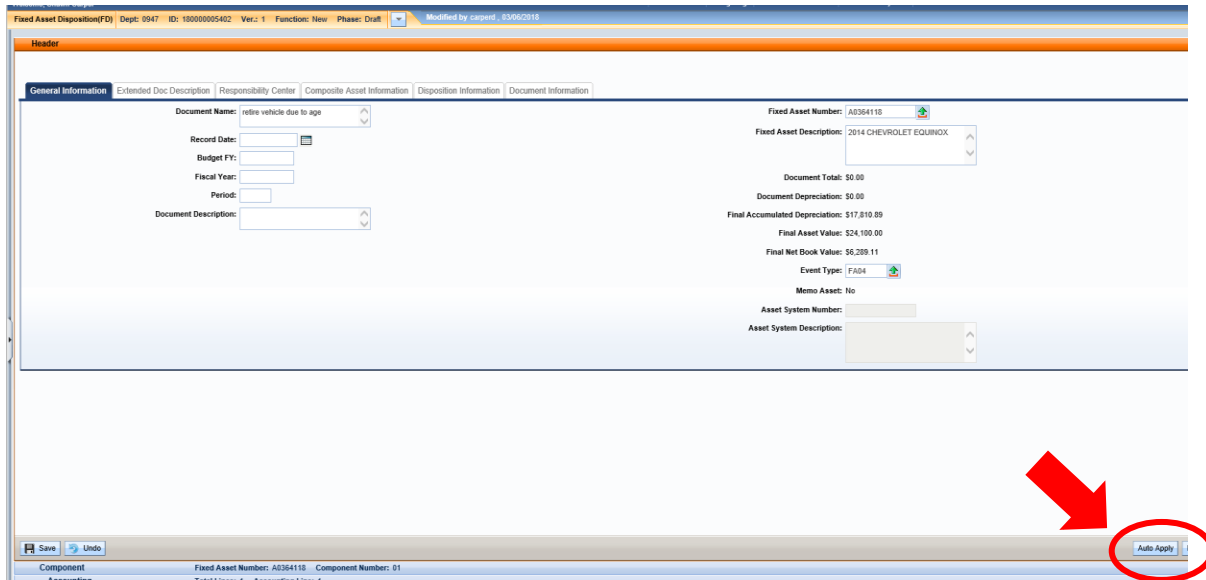 Fixed Asset Disposition(FD) Dept: 0947 ID: 180000005402 Ver.: 1 Function: New Phase: Draft Modified by carperd , 03/06/2018
Header
General Information Extended Doc Description Responsibility Center Composite Asset Information Disposition Information Document Information
Document Name: retire vehicle due to age
Record Date:
Budget FY:
Fiscal Year:
Period:
Document Description:
Fixed Asset Number: A0364118
Fixed Asset Description: 2014 CHEVROLET EQUINOX
Document Total: $0.00
Document Depreciation: $0.00
Final Accumulated Depreciation: $17,810.89
Final Asset Value: $24,100.00
Final Net Book Value: $6,289.11
Event Type: FA04
Memo Asset: No
Asset System Number:
Asset System Description:
Save Undo Auto Apply
Component Fixed Asset Number: A0364118 Component Number: 01